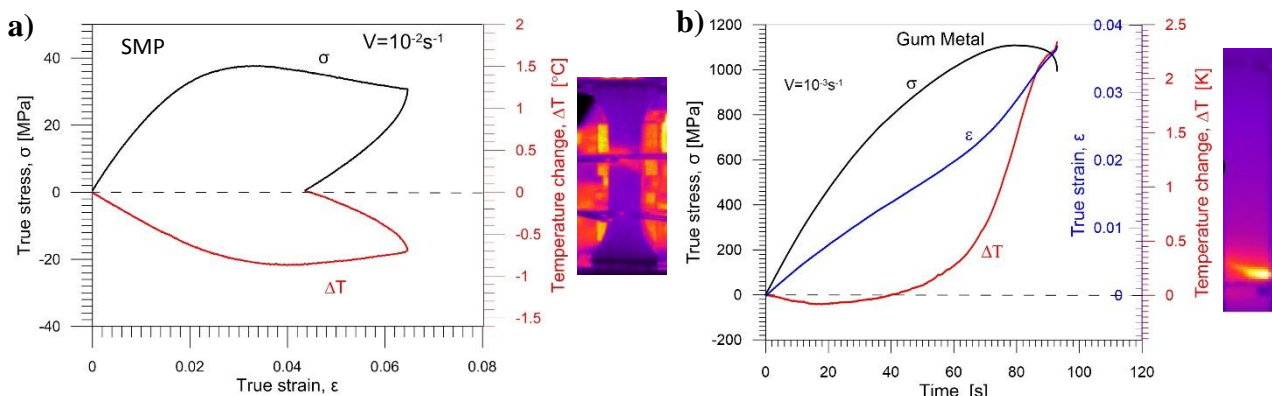 a)
SMP
V=10⁻²s⁻¹
σ
ΔT
True stress, σ [MPa]
40
20
0
-20
-40
0
0.02
0.04
0.06
0.08
True strain, ε
1.5
1
0.5
0
-0.5
-1
-1.5
Temperature change, ΔT [°C]
b)
Gum Metal
V=10⁻³s⁻¹
σ
ε
ΔT
True stress, σ [MPa]
1200
1000
800
600
400
200
0
-200
0
20
40
60
80
100
120
Time [s]
0.04
0.03
0.02
0.01
0
True strain, ε
2.5
2
1.5
1
0.5
0
Temperature change, ΔT [K]